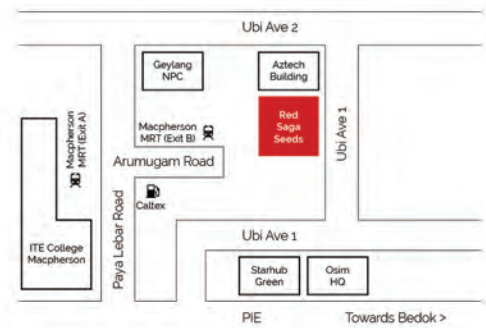 Ubi Ave 2
Geylang
NPC
Aztech
Building
Red
Saga
Seeds
Macpherson
MRT (Exit A)
Macpherson
MRT (Exit B)
Ubi Ave 1
Arumugam Road
Caltex
Paya Lebar Road
ITE College
Macpherson
Ubi Ave 1
Starhub
Green
Osim
HQ
PIE
Towards Bedok >